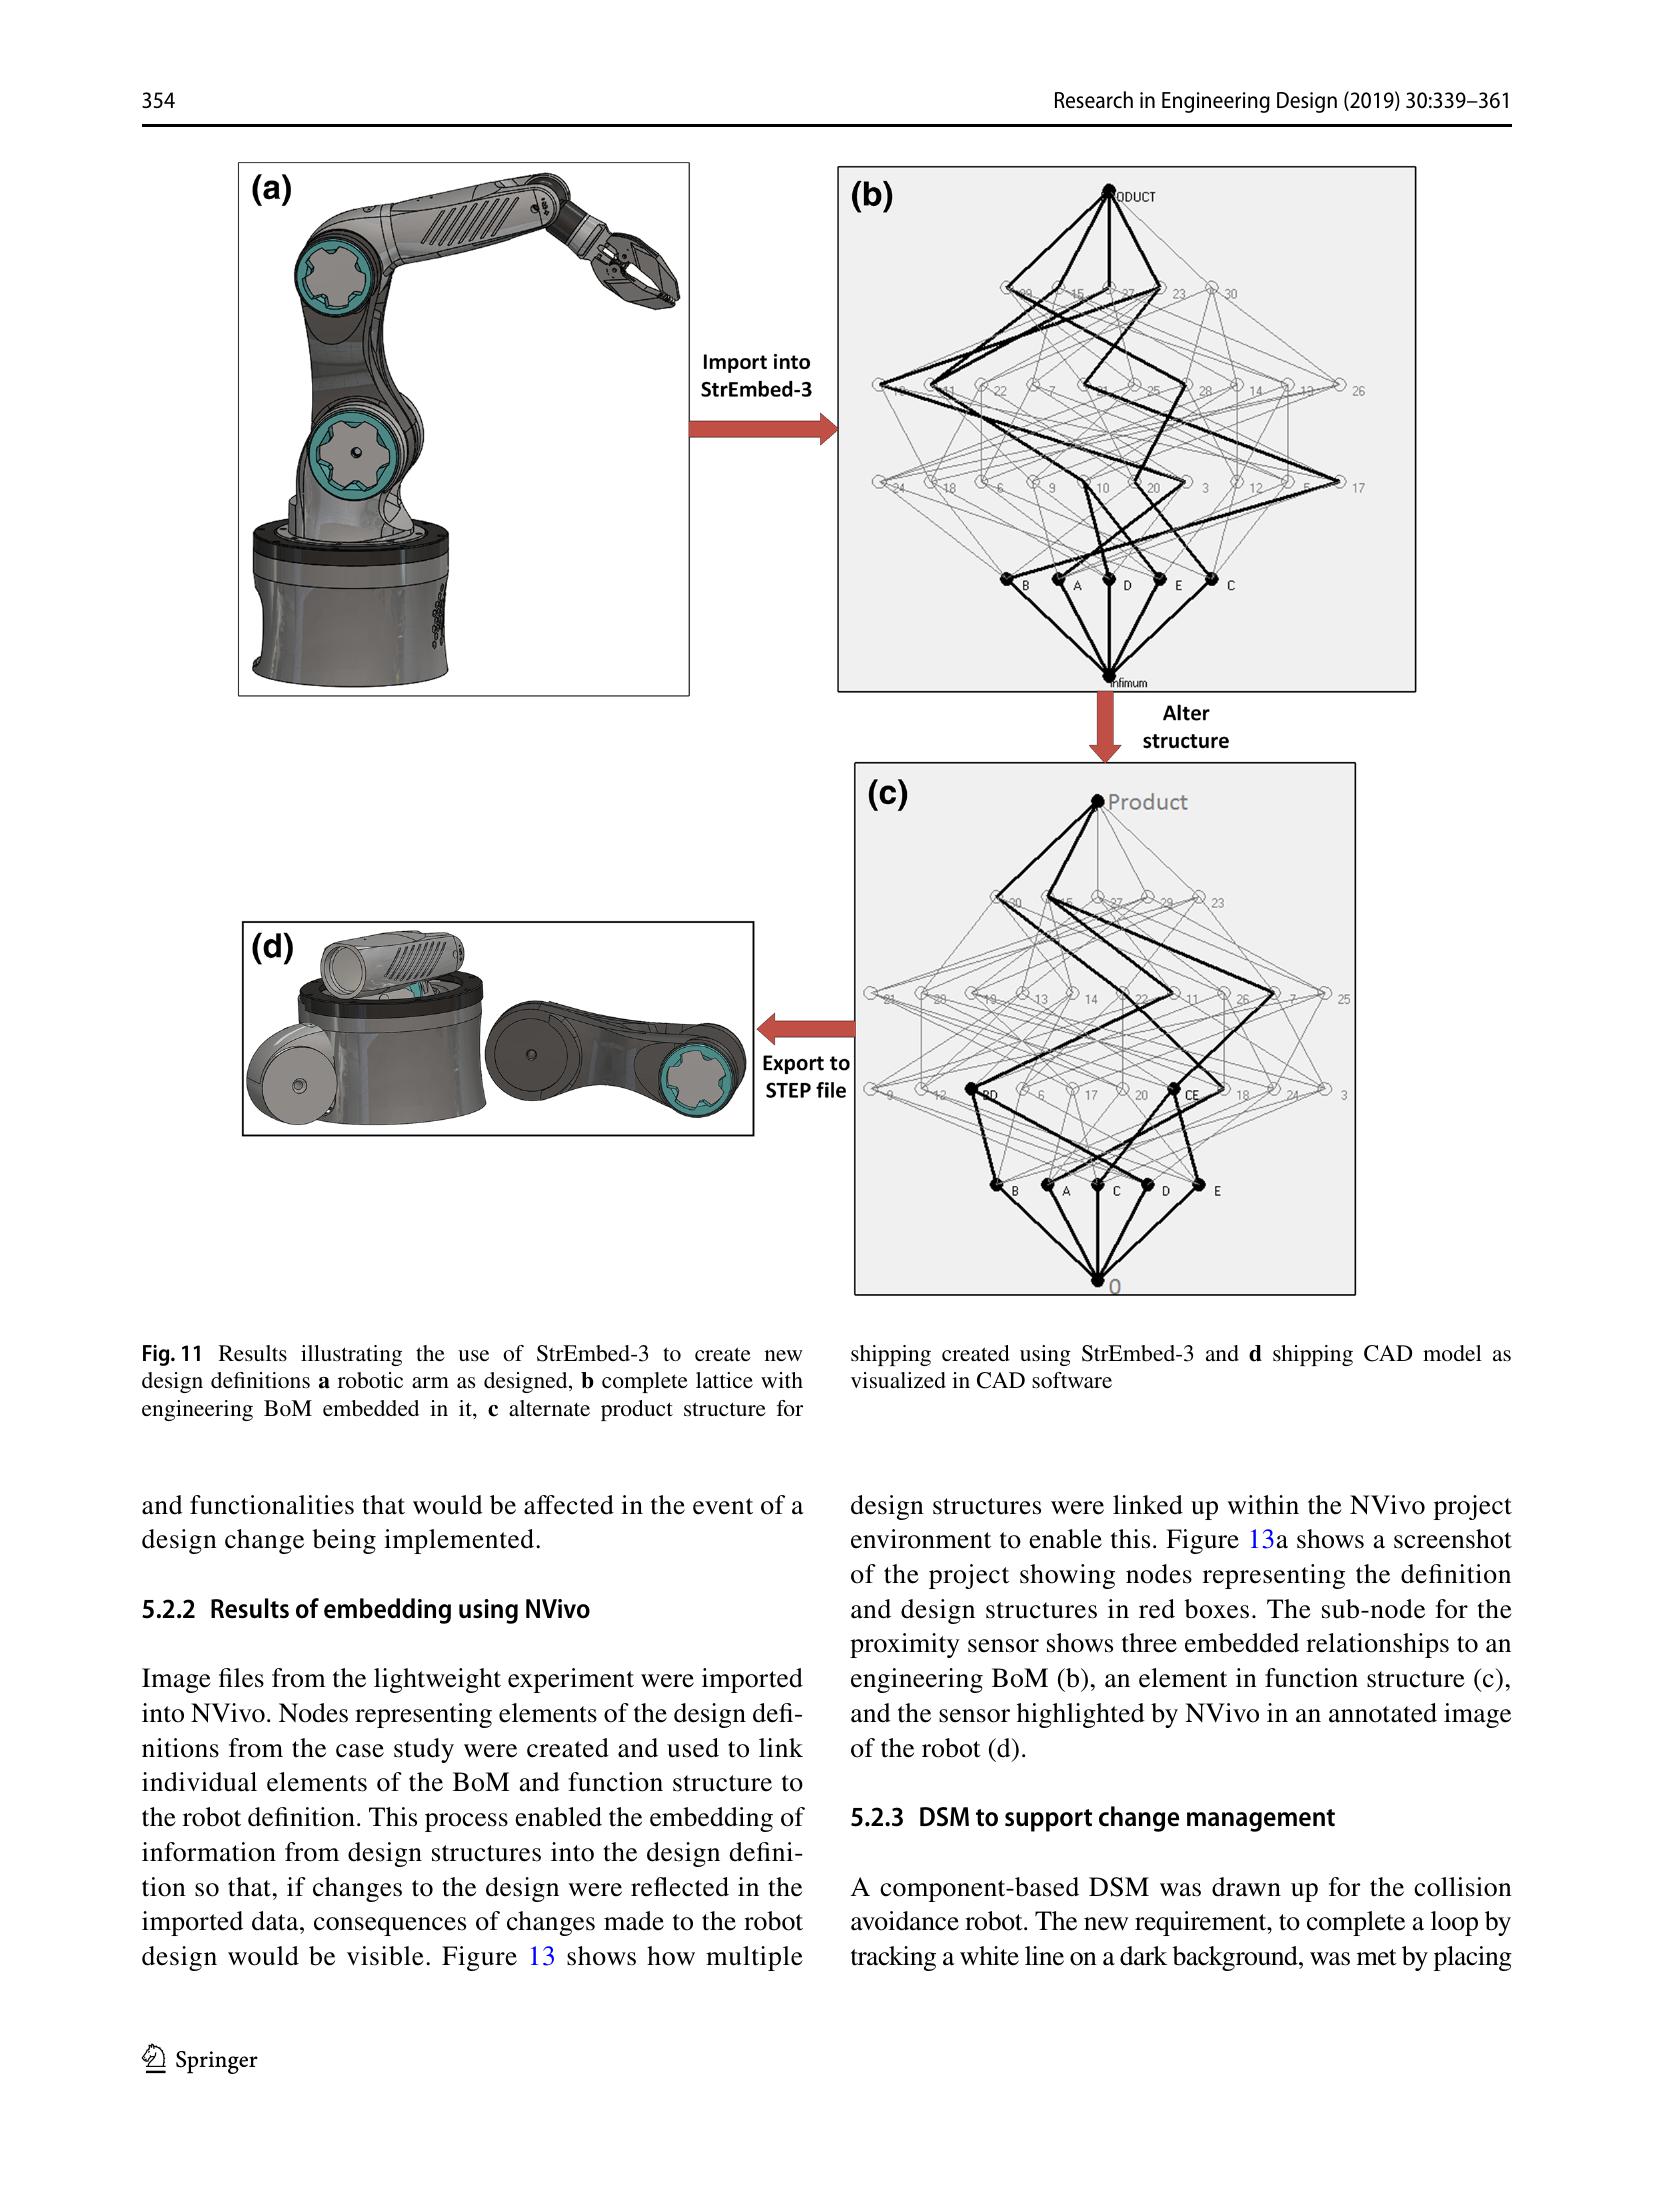 354
Research in Engineering Design (2019) 30:339–361
(a)
Import into
StrEmbed-3
(b)
ODUCT
15
27
23
30
11
22
7
25
28
14
13
26
24
18
6
9
10
20
3
12
5
17
B
A
D
E
C
Infimum
Alter
structure
(c)
Product
30
15
27
29
23
21
28
19
13
14
22
11
26
7
25
9
12
BD
6
17
20
CE
18
24
3
B
A
C
D
E
0
(d)
Export to
STEP file
Fig. 11 Results illustrating the use of StrEmbed-3 to create new
design definitions a robotic arm as designed, b complete lattice with
engineering BoM embedded in it, c alternate product structure for
shipping created using StrEmbed-3 and d shipping CAD model as
visualized in CAD software
and functionalities that would be affected in the event of a
design change being implemented.
5.2.2 Results of embedding using NVivo
Image files from the lightweight experiment were imported
into NVivo. Nodes representing elements of the design defi-
nitions from the case study were created and used to link
individual elements of the BoM and function structure to
the robot definition. This process enabled the embedding of
information from design structures into the design defini-
tion so that, if changes to the design were reflected in the
imported data, consequences of changes made to the robot
design would be visible. Figure 13 shows how multiple
design structures were linked up within the NVivo project
environment to enable this. Figure 13a shows a screenshot
of the project showing nodes representing the definition
and design structures in red boxes. The sub-node for the
proximity sensor shows three embedded relationships to an
engineering BoM (b), an element in function structure (c),
and the sensor highlighted by NVivo in an annotated image
of the robot (d).
5.2.3 DSM to support change management
A component-based DSM was drawn up for the collision
avoidance robot. The new requirement, to complete a loop by
tracking a white line on a dark background, was met by placing
Springer